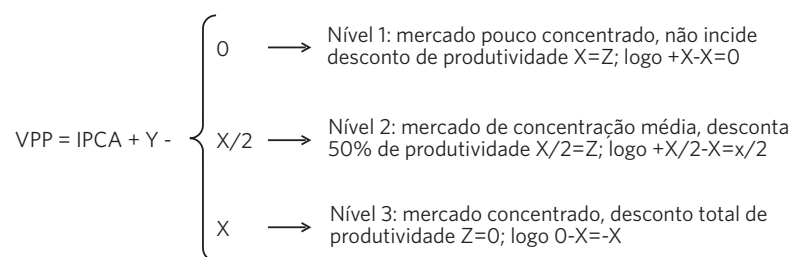 0
Nível 1: mercado pouco concentrado, não incide
desconto de produtividade X=Z; logo +X-X=0
VPP = IPCA + Y -
X/2
Nível 2: mercado de concentração média, desconta
50% de produtividade X/2=Z; logo +X/2-X=x/2
X
Nível 3: mercado concentrado, desconto total de
produtividade Z=0; logo 0-X=-X